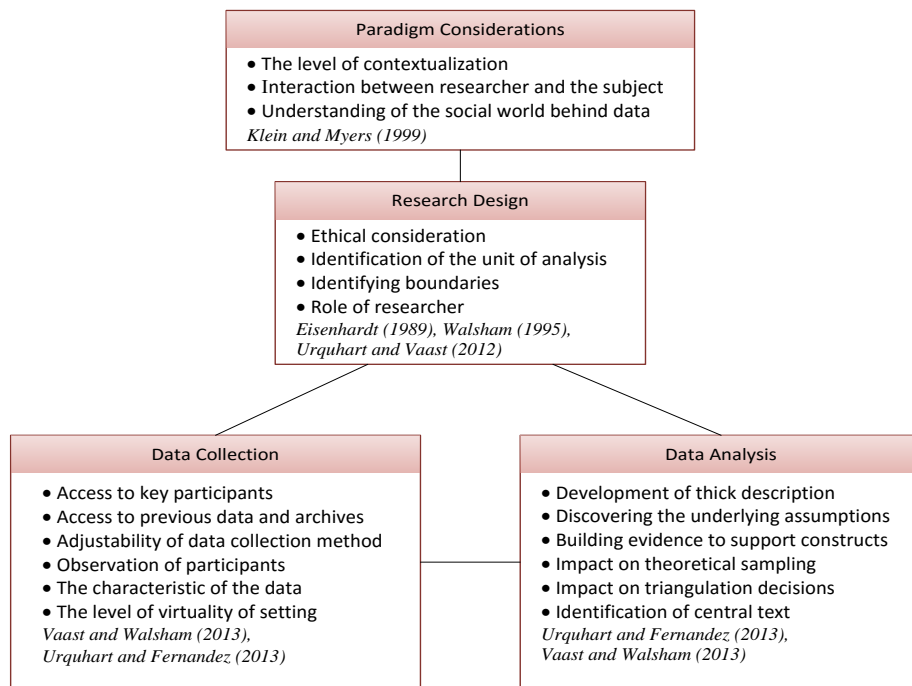 Paradigm Considerations
• The level of contextualization
• Interaction between researcher and the subject
• Understanding of the social world behind data
Klein and Myers (1999)
Research Design
• Ethical consideration
• Identification of the unit of analysis
• Identifying boundaries
• Role of researcher
Eisenhardt (1989), Walsham (1995),
Urquhart and Vaast (2012)
Data Collection
• Access to key participants
• Access to previous data and archives
• Adjustability of data collection method
• Observation of participants
• The characteristic of the data
• The level of virtuality of setting
Vaast and Walsham (2013),
Urquhart and Fernandez (2013)
Data Analysis
• Development of thick description
• Discovering the underlying assumptions
• Building evidence to support constructs
• Impact on theoretical sampling
• Impact on triangulation decisions
• Identification of central text
Urquhart and Fernandez (2013),
Vaast and Walsham (2013)